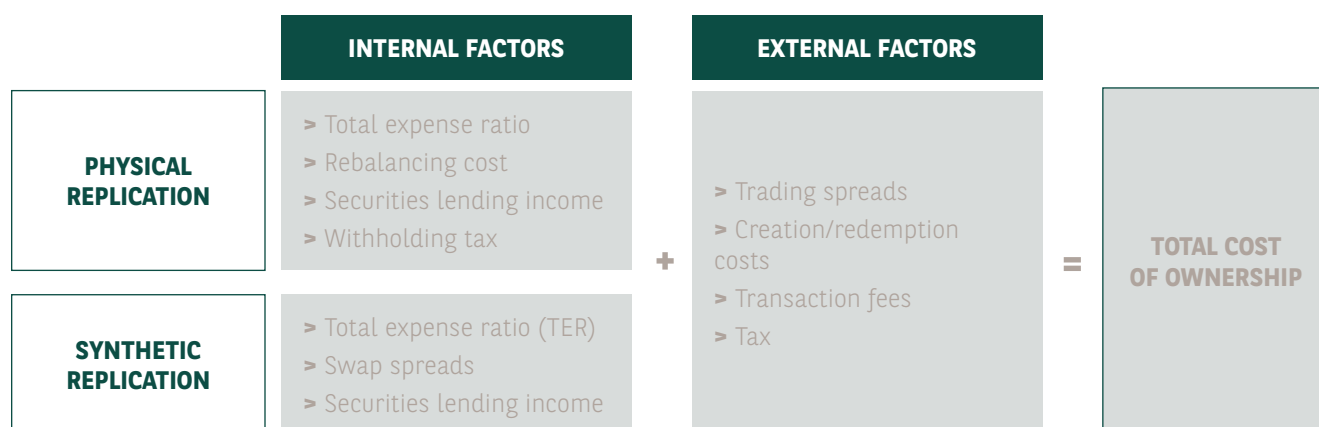 INTERNAL FACTORS
EXTERNAL FACTORS
PHYSICAL
REPLICATION
> Total expense ratio
> Rebalancing cost
> Securities lending income
> Withholding tax
SYNTHETIC
REPLICATION
> Total expense ratio (TER)
> Swap spreads
> Securities lending income
+
> Trading spreads
> Creation/redemption
costs
> Transaction fees
> Tax
=
TOTAL COST
OF OWNERSHIP